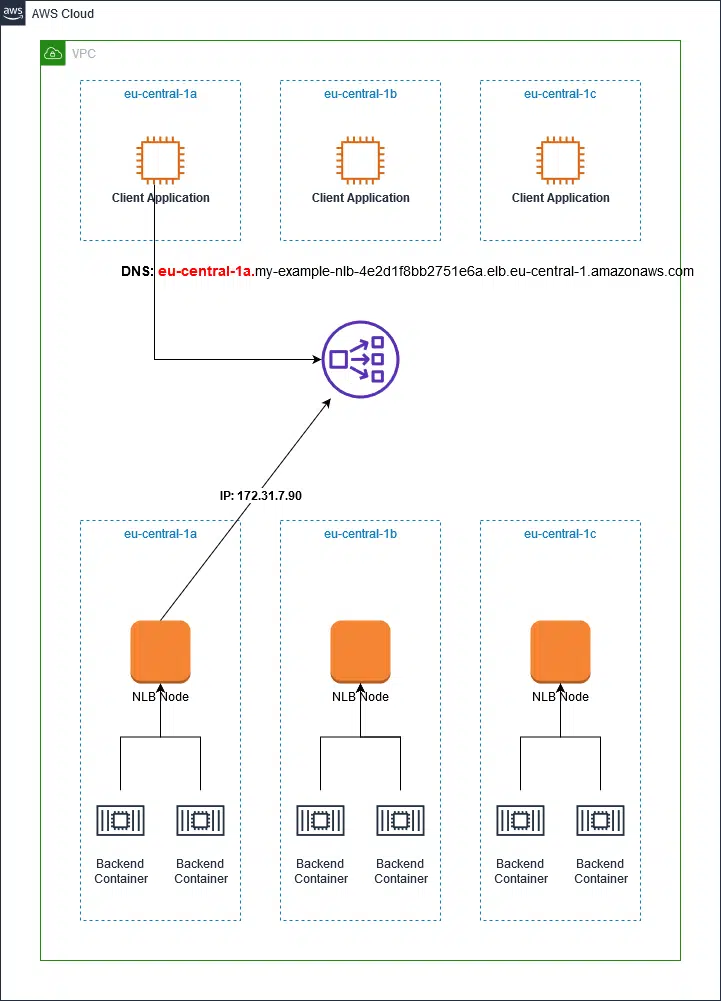 aws
AWS Cloud
VPC
eu-central-1a
eu-central-1b
eu-central-1c
Client Application
Client Application
Client Application
DNS: eu-central-1a.my-example-nlb-4e2d1f8bb2751e6a.elb.eu-central-1.amazonaws.com
IP: 172.31.7.90
eu-central-1a
eu-central-1b
eu-central-1c
NLB Node
NLB Node
NLB Node
Backend
Container
Backend
Container
Backend
Container
Backend
Container
Backend
Container
Backend
Container